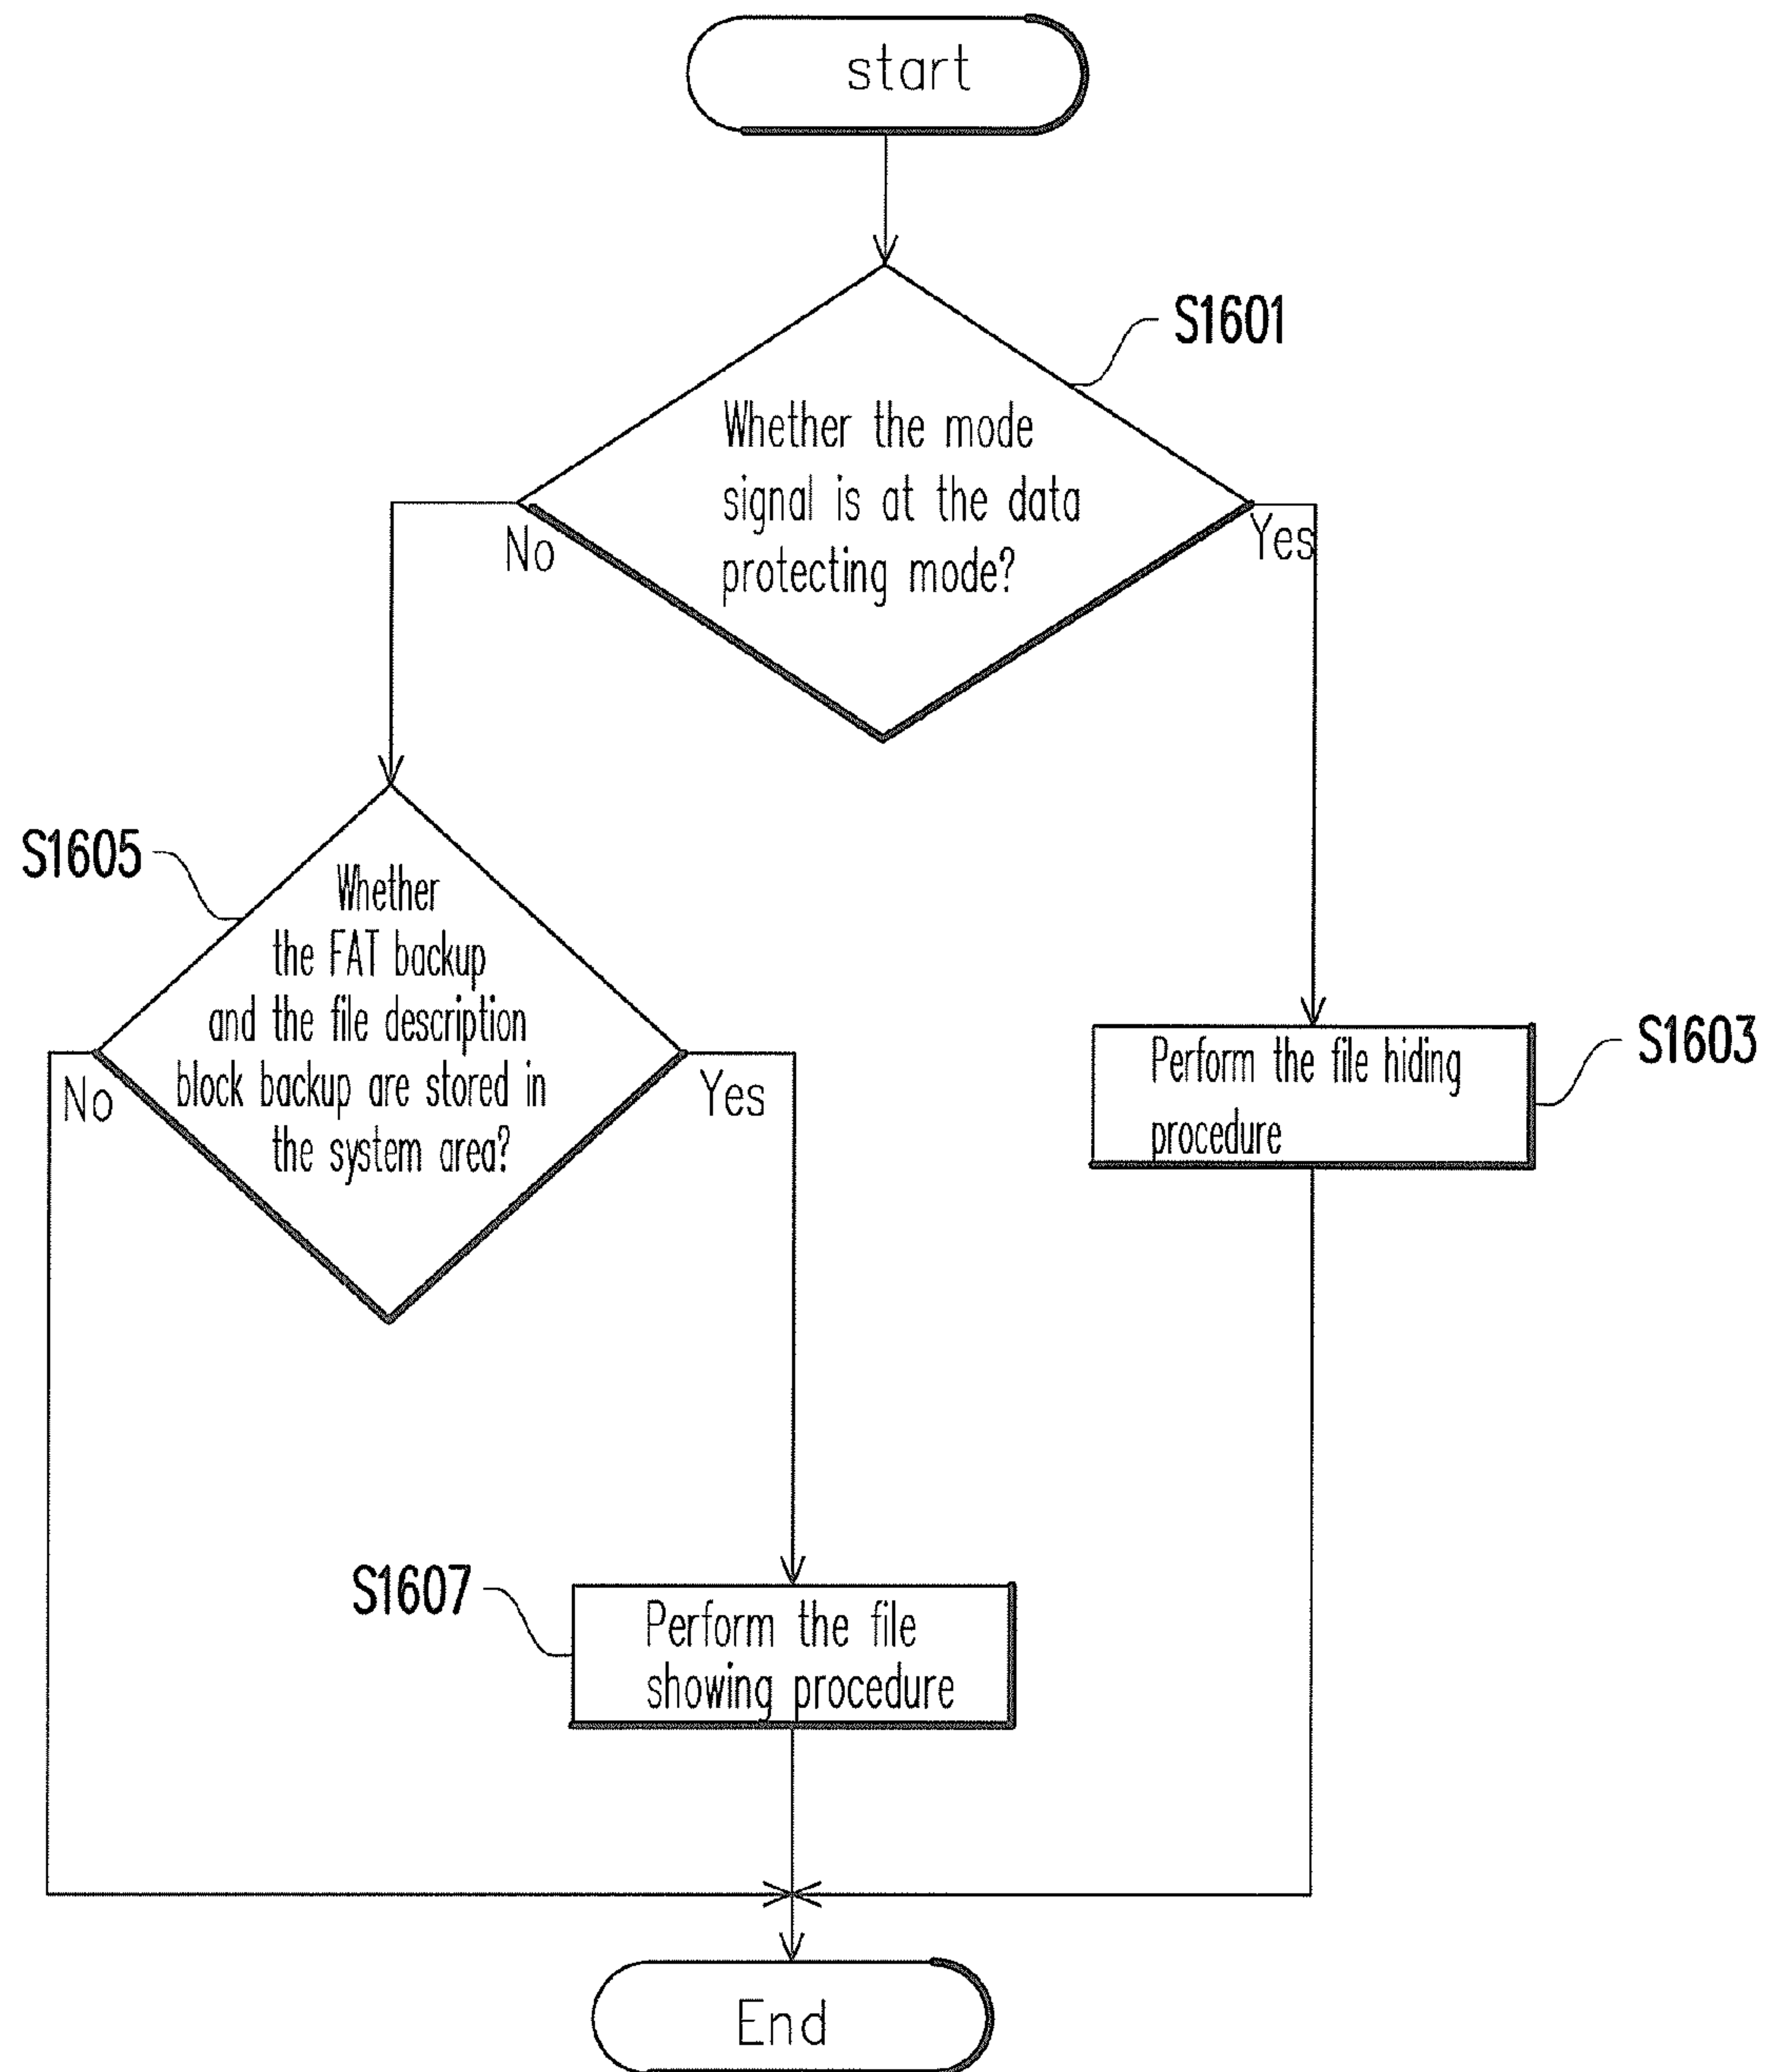 start
S1601
Whether the mode
signal is at the data
protecting mode?
No
Yes
S1605
Whether
the FAT backup
and the file description
block backup are stored in
the system area?
No
Yes
Perform the file hiding
procedure
S1603
S1607
Perform the file
showing procedure
End